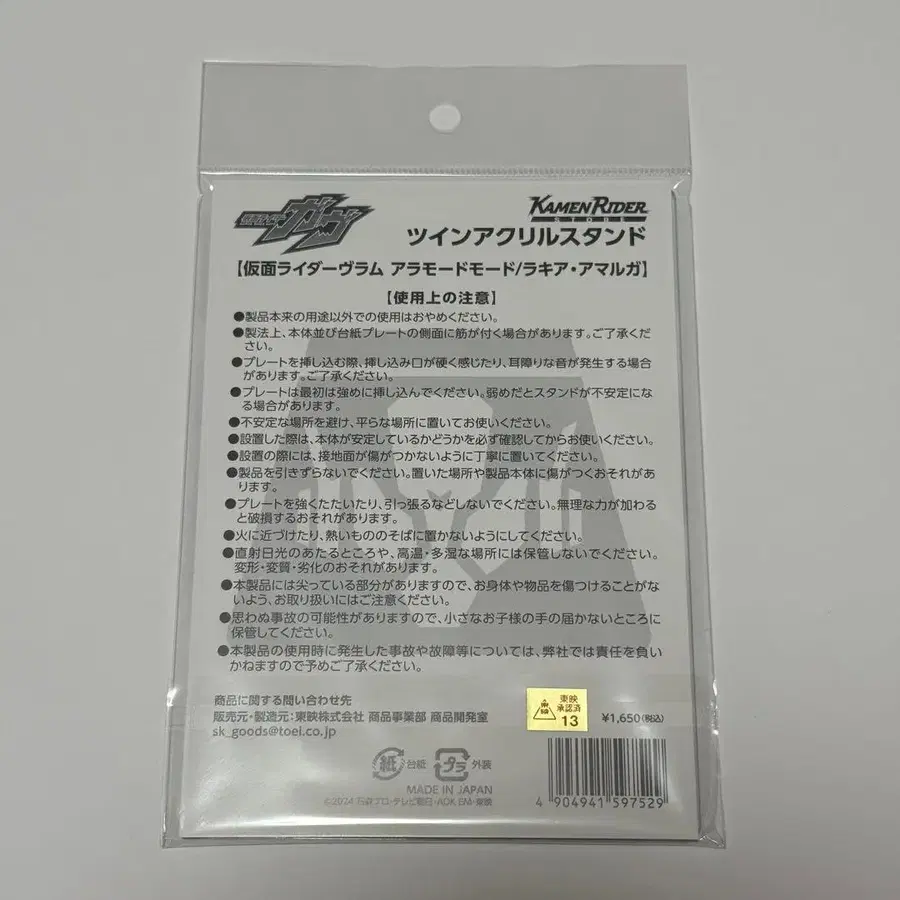 仮面ライダー ガヴ
KAMEN RIDER
STORE
ツインアクリルスタンド
【仮面ライダーヴラム アラモードモード/ラキア・アマルガ】
【使用上の注意】
●製品本来の用途以外での使用はおやめください。
●製法上、本体並び台紙プレートの側面に筋が付く場合があります。ご了承くだ
さい。
●プレートを挿し込む際、挿し込み口が硬く感じたり、耳障りな音が発生する場合
があります。ご了承ください。
●プレートは最初は強めに挿し込んでください。弱めだとスタンドが不安定にな
る場合があります。
●不安定な場所を避け、平らな場所に置いてお使いください。
●設置した際は、本体が安定しているかどうかを必ず確認してからお使いください。
●設置の際には、接地面が傷がつかないように丁寧に置いてください。
●製品を引きずらないでください。置いた場所や製品本体に傷がつくおそれがあ
ります。
●プレートを強くたたいたり、引っ張るなどしないでください。無理な力が加わる
と破損するおそれがあります。
●火に近づけたり、熱いもののそばに置かないようにしてください。
●直射日光のあたるところや、高温・多湿な場所には保管しないでください。
変形・変質・劣化のおそれがあります。
●本製品には尖っている部分がありますので、お身体や物品を傷つけることがな
いよう、お取り扱いにはご注意ください。
●思わぬ事故の可能性がありますので、小さなお子様の手の届かないところに
保管してください。
●本製品の使用時に発生した事故や故障等については、弊社では責任を負い
かねますので予めご了承ください。
商品に関する問い合わせ先
販売元・製造元：東映株式会社 商品事業部 商品開発室
sk_goods@toei.co.jp
東映
承認済
13
¥1,650(税込)
紙 台紙 プラ 外装
MADE IN JAPAN
©2024 石森プロ・テレビ朝日・ADK EM・東映
4 904941 597529